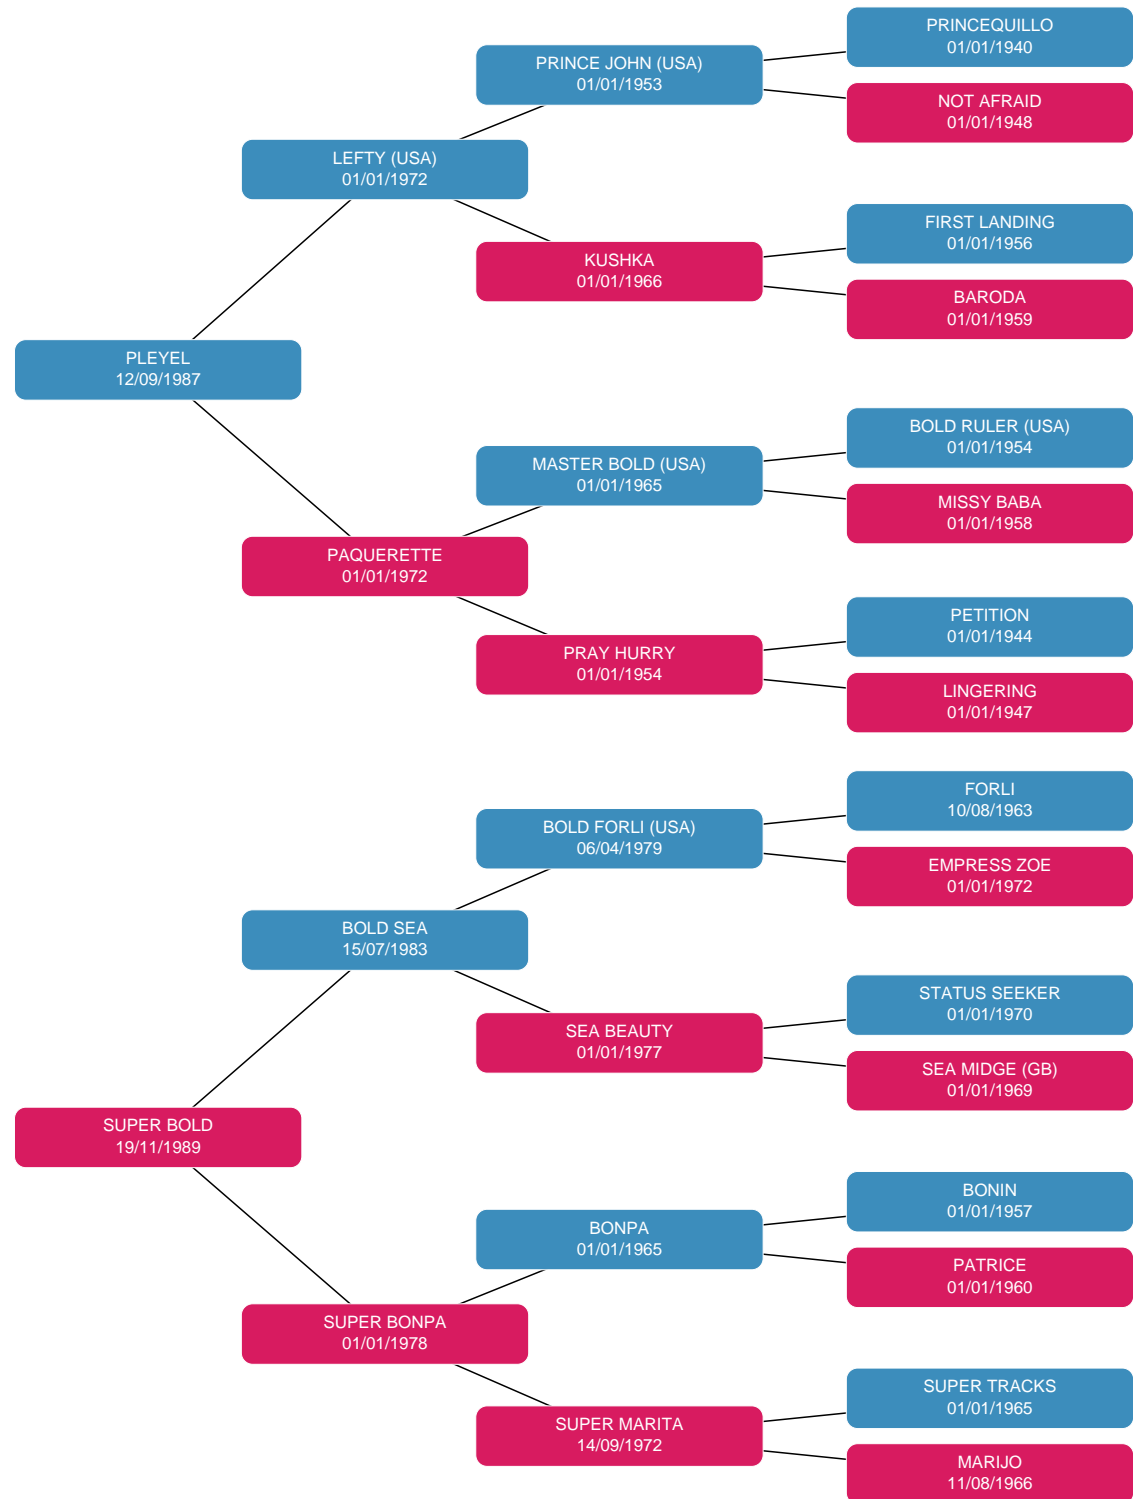 PRINCEQUILLO
01/01/1940
PRINCE JOHN (USA)
01/01/1953
NOT AFRAID
01/01/1948
LEFTY (USA)
01/01/1972
FIRST LANDING
01/01/1956
KUSHKA
01/01/1966
BARODA
01/01/1959
PLEYEL
12/09/1987
BOLD RULER (USA)
01/01/1954
MASTER BOLD (USA)
01/01/1965
MISSY BABA
01/01/1958
PAQUERETTE
01/01/1972
PETITION
01/01/1944
PRAY HURRY
01/01/1954
LINGERING
01/01/1947
FORLI
10/08/1963
BOLD FORLI (USA)
06/04/1979
EMPRESS ZOE
01/01/1972
BOLD SEA
15/07/1983
STATUS SEEKER
01/01/1970
SEA BEAUTY
01/01/1977
SEA MIDGE (GB)
01/01/1969
SUPER BOLD
19/11/1989
BONIN
01/01/1957
BONPA
01/01/1965
PATRICE
01/01/1960
SUPER BONPA
01/01/1978
SUPER TRACKS
01/01/1965
SUPER MARITA
14/09/1972
MARIJO
11/08/1966